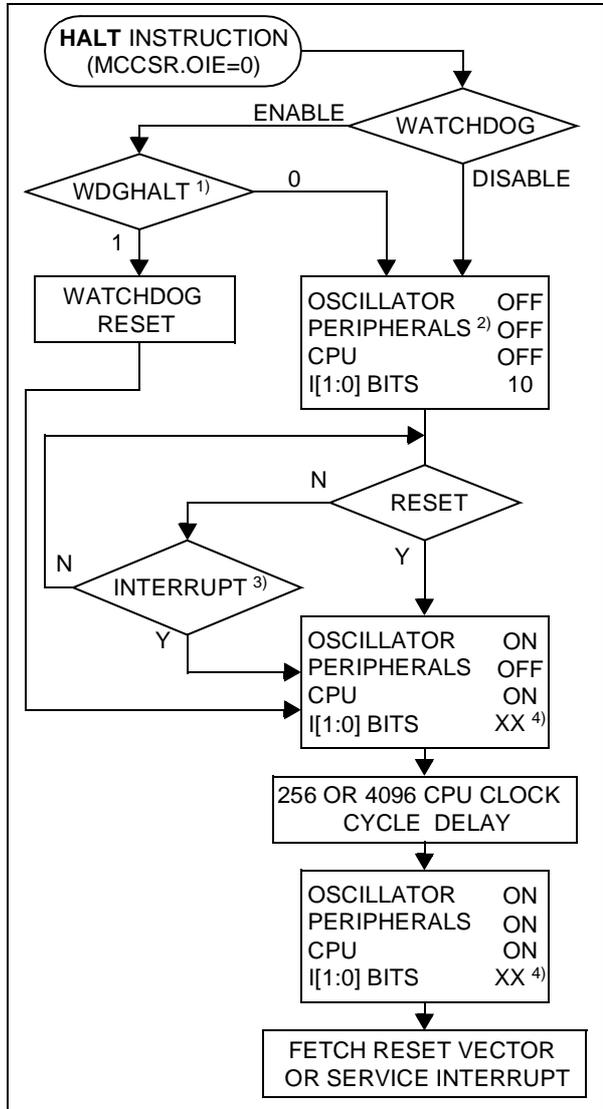 HALT INSTRUCTION
(MCCSR.OIE=0)
ENABLE
WATCHDOG
WDGHALT 1)
0
DISABLE
1
WATCHDOG
RESET
OSCILLATOR OFF
PERIPHERALS 2) OFF
CPU OFF
I[1:0] BITS 10
N
RESET
Y
N
INTERRUPT 3)
Y
OSCILLATOR ON
PERIPHERALS OFF
CPU ON
I[1:0] BITS XX 4)
256 OR 4096 CPU CLOCK
CYCLE DELAY
OSCILLATOR ON
PERIPHERALS ON
CPU ON
I[1:0] BITS XX 4)
FETCH RESET VECTOR
OR SERVICE INTERRUPT